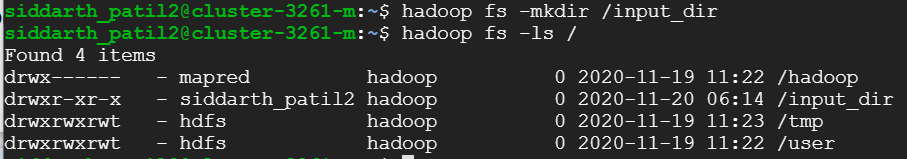 siddarth_patil2@cluster-3261-m:~$ hadoop fs -mkdir /input_dir
siddarth_patil2@cluster-3261-m:~$ hadoop fs -ls /
Found 4 items
drwx------   - mapred          hadoop          0 2020-11-19 11:22 /hadoop
drwxr-xr-x   - siddarth_patil2 hadoop          0 2020-11-20 06:14 /input_dir
drwxrwxrwt   - hdfs            hadoop          0 2020-11-19 11:23 /tmp
drwxrwxrwt   - hdfs            hadoop          0 2020-11-19 11:22 /user